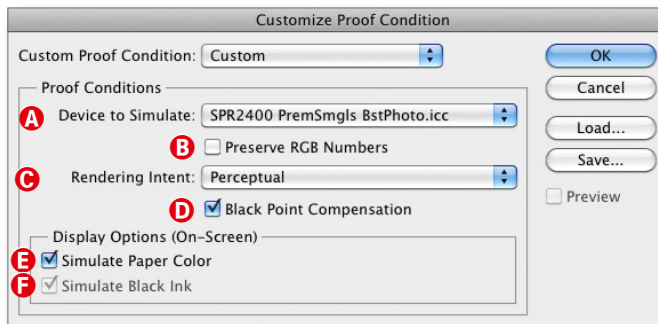 Customize Proof Condition
Custom Proof Condition: Custom
OK
Proof Conditions
Cancel
A Device to Simulate: SPR2400 PremSmgls BstPhoto.icc
Load...
B Preserve RGB Numbers
Save...
C Rendering Intent: Perceptual
Preview
D Black Point Compensation
Display Options (On-Screen)
E Simulate Paper Color
F Simulate Black Ink